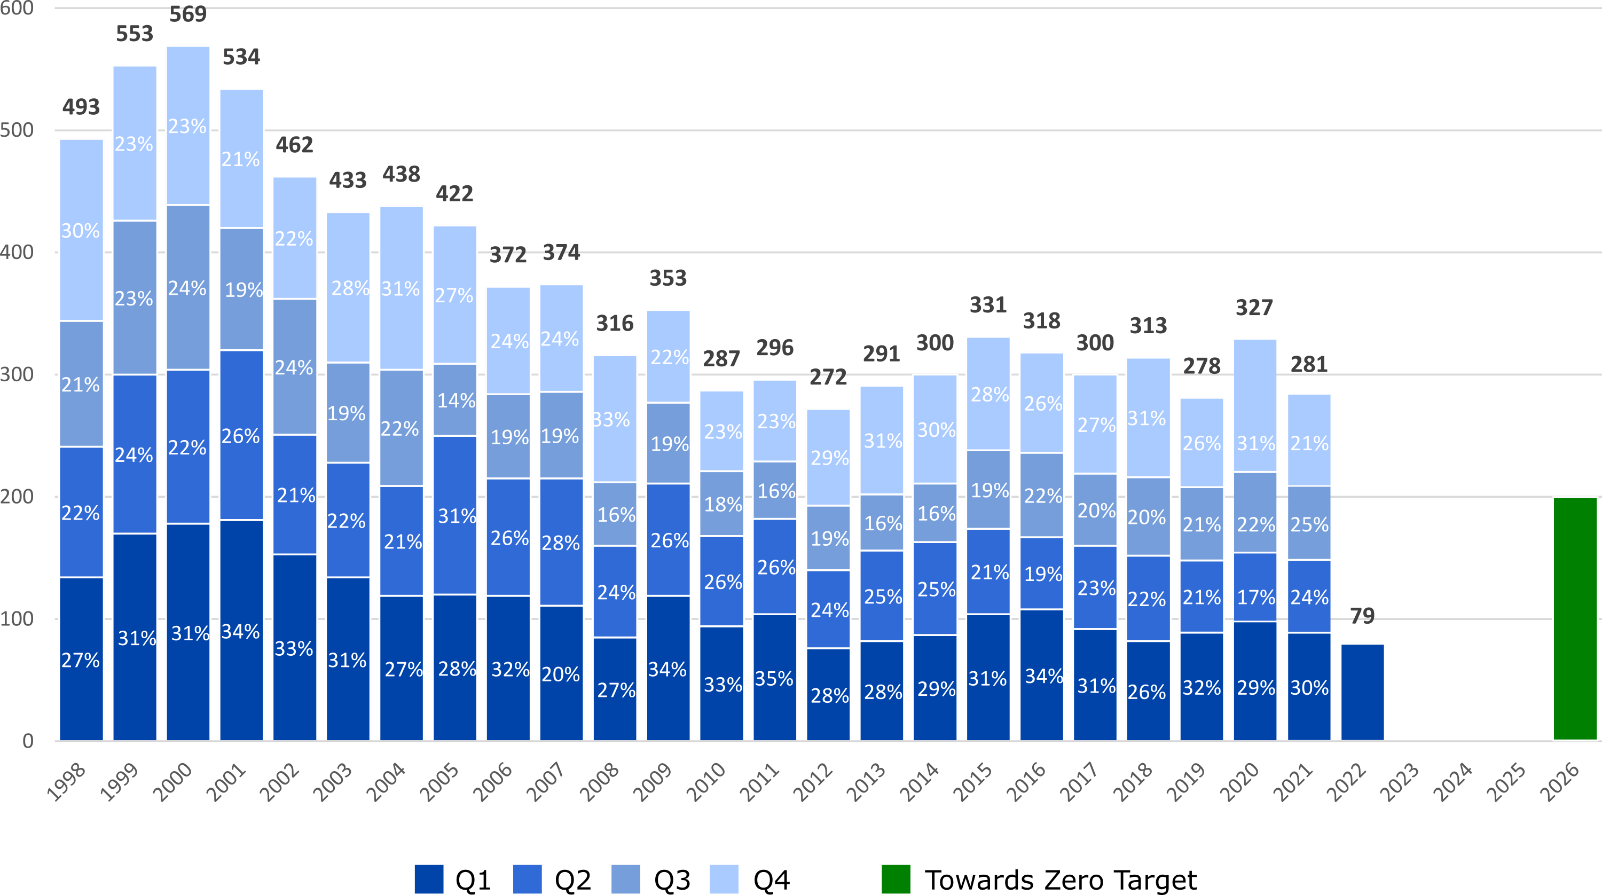 600
500
400
300
200
100
0
493 553 569 534 462 433 438 422 372 374 316 353 287 296 272 291 300 331 318 300 313 278 327 281 79
30% 23% 23% 21% 22% 28% 31% 27% 24% 24% 33% 22% 23% 23% 29% 31% 30% 28% 26% 27% 31% 26% 31% 21%
21% 23% 24% 19% 24% 19% 22% 14% 19% 19% 16% 19% 18% 16% 19% 16% 16% 19% 22% 20% 20% 21% 22% 25%
22% 24% 22% 26% 21% 22% 21% 31% 26% 28% 24% 26% 26% 26% 24% 25% 25% 21% 19% 23% 22% 21% 17% 24%
27% 31% 31% 34% 33% 31% 27% 28% 32% 20% 27% 34% 33% 35% 28% 28% 29% 31% 34% 31% 26% 32% 29% 30%
1998 1999 2000 2001 2002 2003 2004 2005 2006 2007 2008 2009 2010 2011 2012 2013 2014 2015 2016 2017 2018 2019 2020 2021 2022 2023 2024 2025 2026
Q1 Q2 Q3 Q4 Towards Zero Target